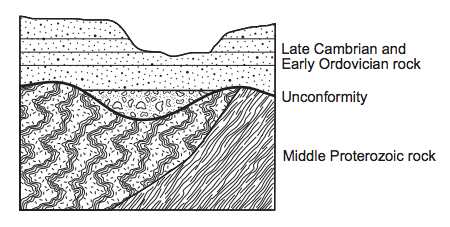 Late Cambrian and
Early Ordovician rock
Unconformity
Middle Proterozoic rock